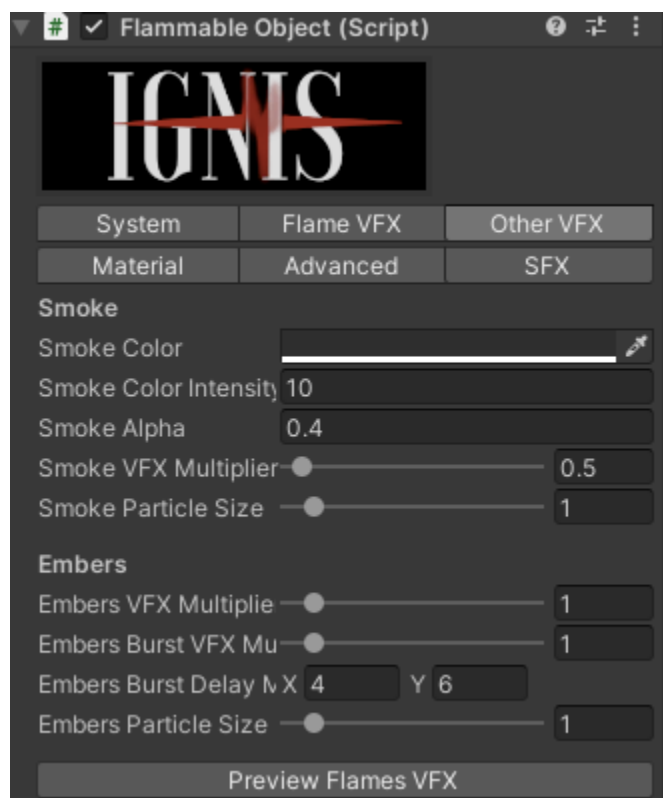 # Flammable Object (Script)
IGNIS
System Flame VFX Other VFX
Material Advanced SFX
Smoke
Smoke Color
Smoke Color Intensity 10
Smoke Alpha 0.4
Smoke VFX Multiplier 0.5
Smoke Particle Size 1
Embers
Embers VFX Multiplie 1
Embers Burst VFX Mu 1
Embers Burst Delay M X 4 Y 6
Embers Particle Size 1
Preview Flames VFX